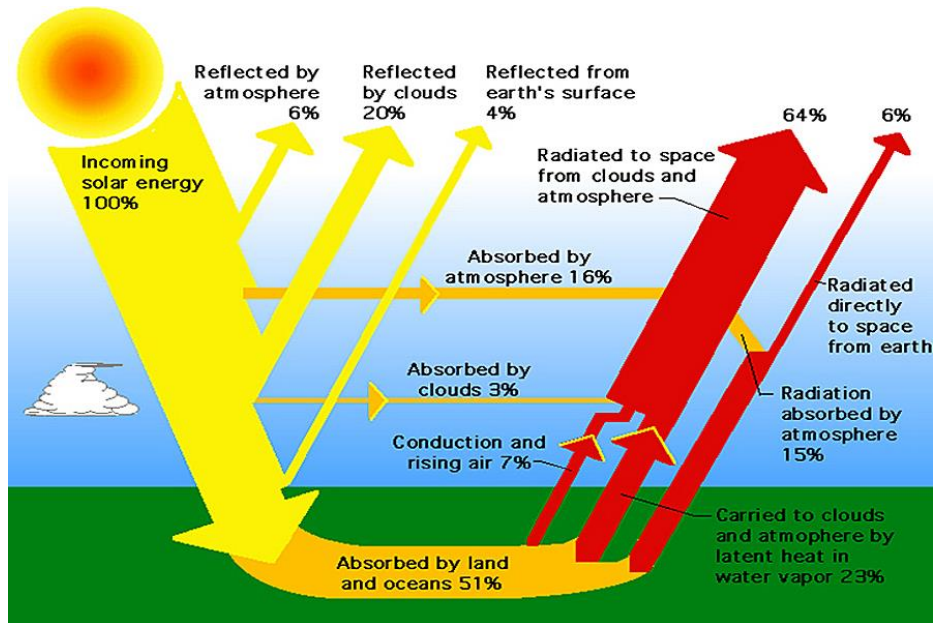 Reflected by
atmosphere
6%
Reflected
by clouds
20%
Reflected from
earth's surface
4%
64%
6%
Incoming
solar energy
100%
Radiated to space
from clouds and
atmosphere
Absorbed by
atmosphere 16%
Radiated
directly
to space
from earth
Absorbed by
clouds 3%
Radiation
absorbed by
atmosphere
15%
Conduction and
rising air 7%
Carried to clouds
and atmophere by
latent heat in
water vapor 23%
Absorbed by land
and oceans 51%